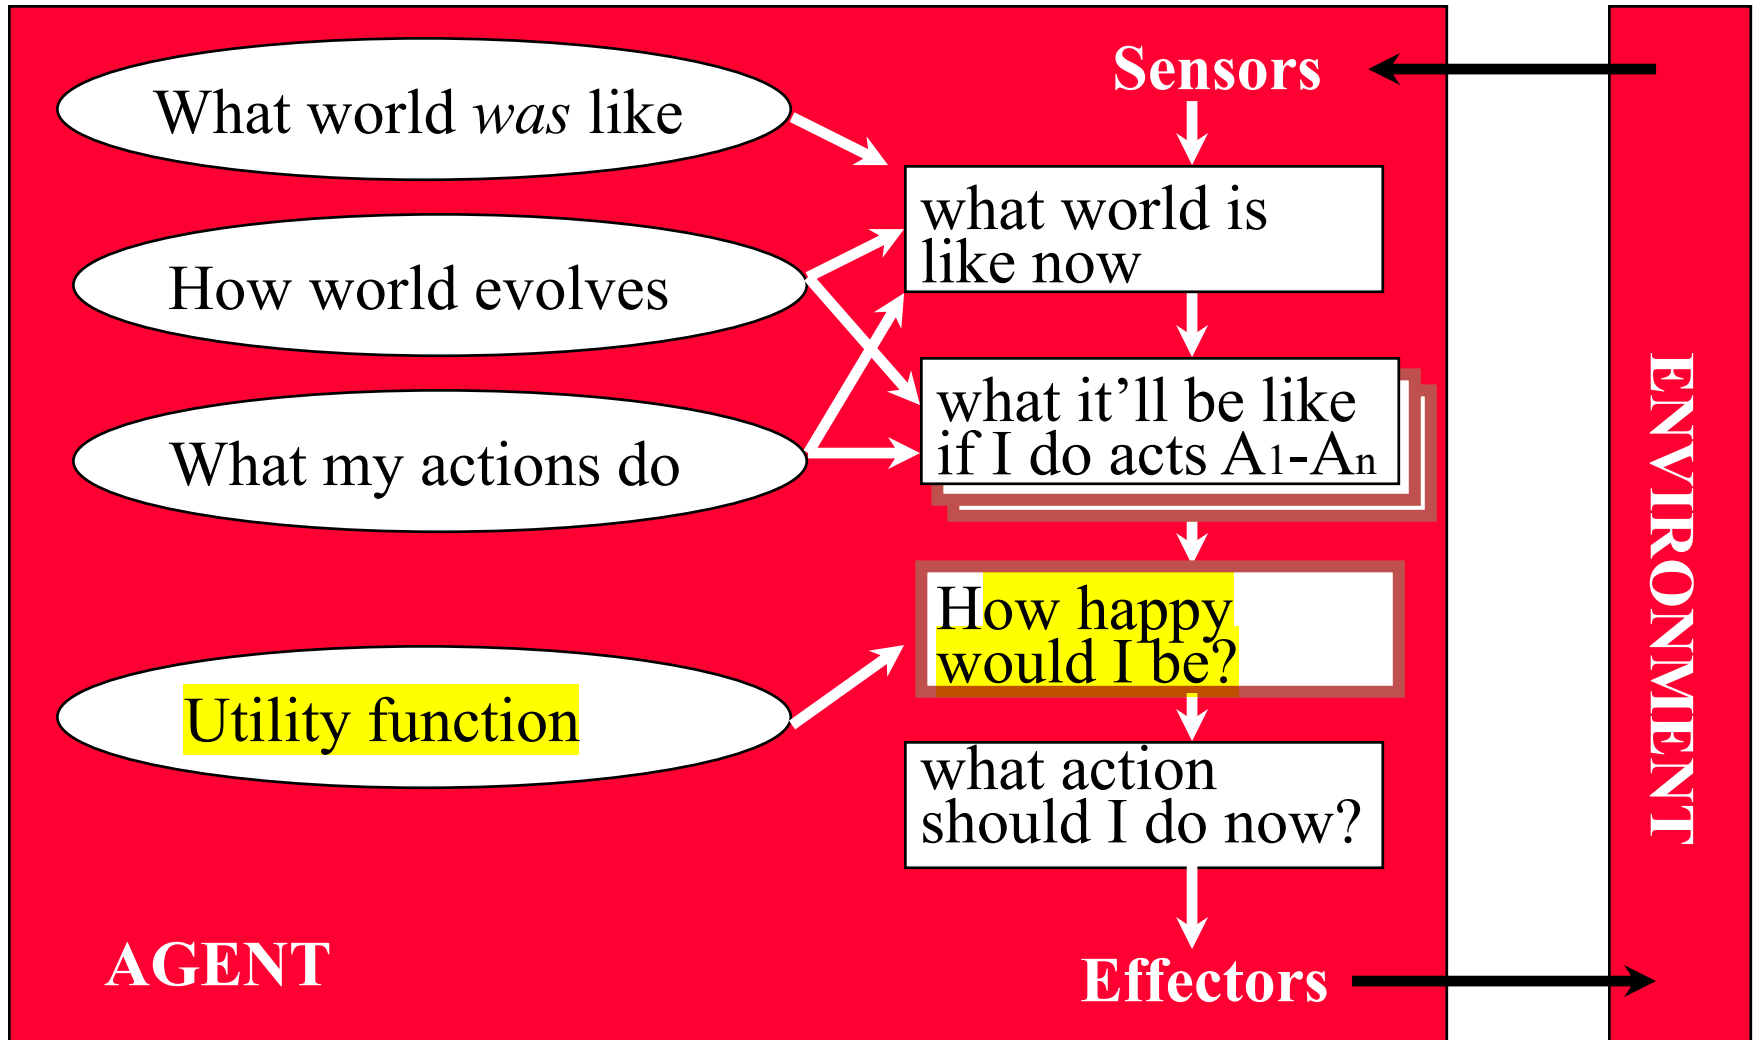 Sensors
What world was like
what world is
like now
How world evolves
what it’ll be like
if I do acts A1-An
What my actions do
How happy
would I be?
Utility function
what action
should I do now?
AGENT
Effectors
ENVIRONMENT